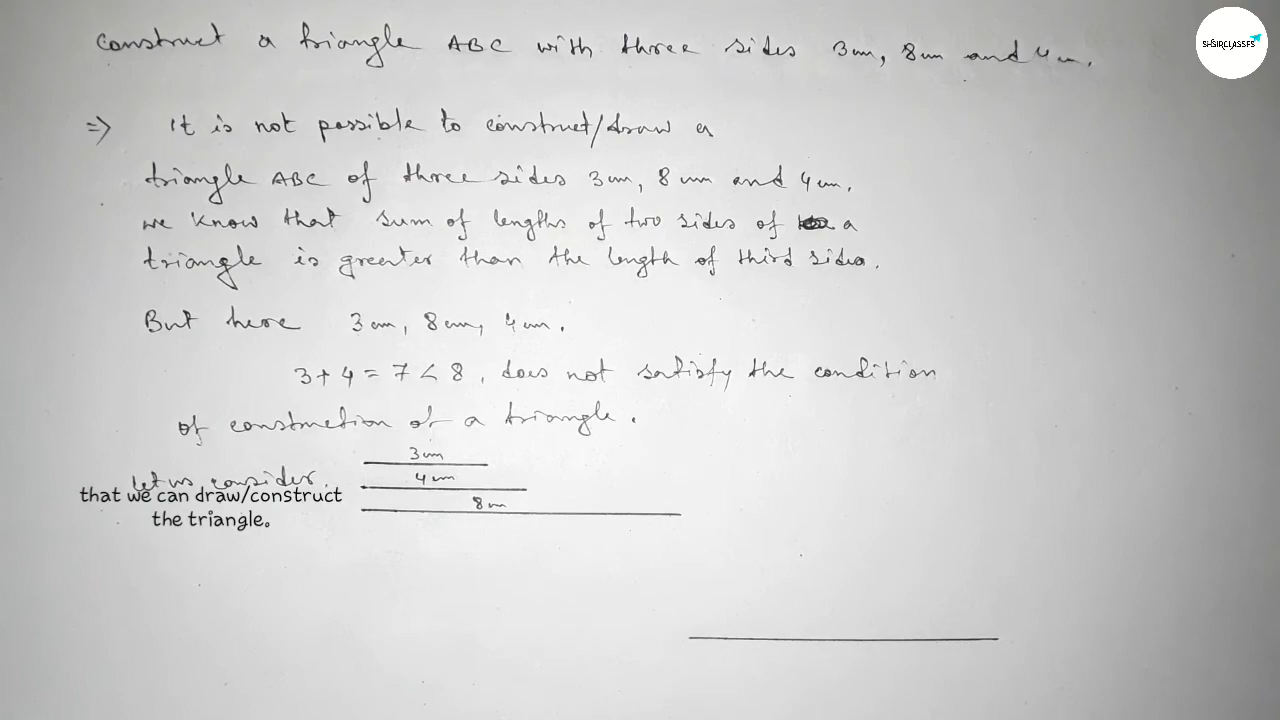 construct a triangle ABC with three sides 3cm, 8cm and 4cm.
SHSIRCLASSES
=> It is not possible to construct/draw a
triangle ABC of three sides 3cm, 8cm and 4cm.
we know that sum of lengths of two sides of a
triangle is greater than the length of third sides.
But here 3cm, 8cm, 4cm.
3+4=7<8, does not satisfy the condition
of construction of a triangle.
3cm
let us consider.
4cm
that we can draw/construct
8cm
the triangle.